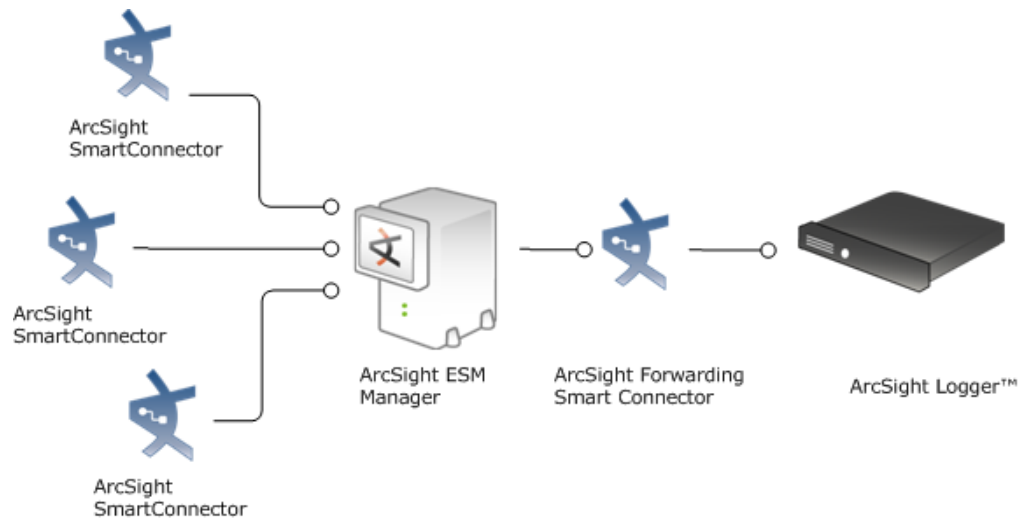 ArcSight
SmartConnector
ArcSight
SmartConnector
ArcSight
SmartConnector
ArcSight ESM
Manager
ArcSight Forwarding
Smart Connector
ArcSight Logger™